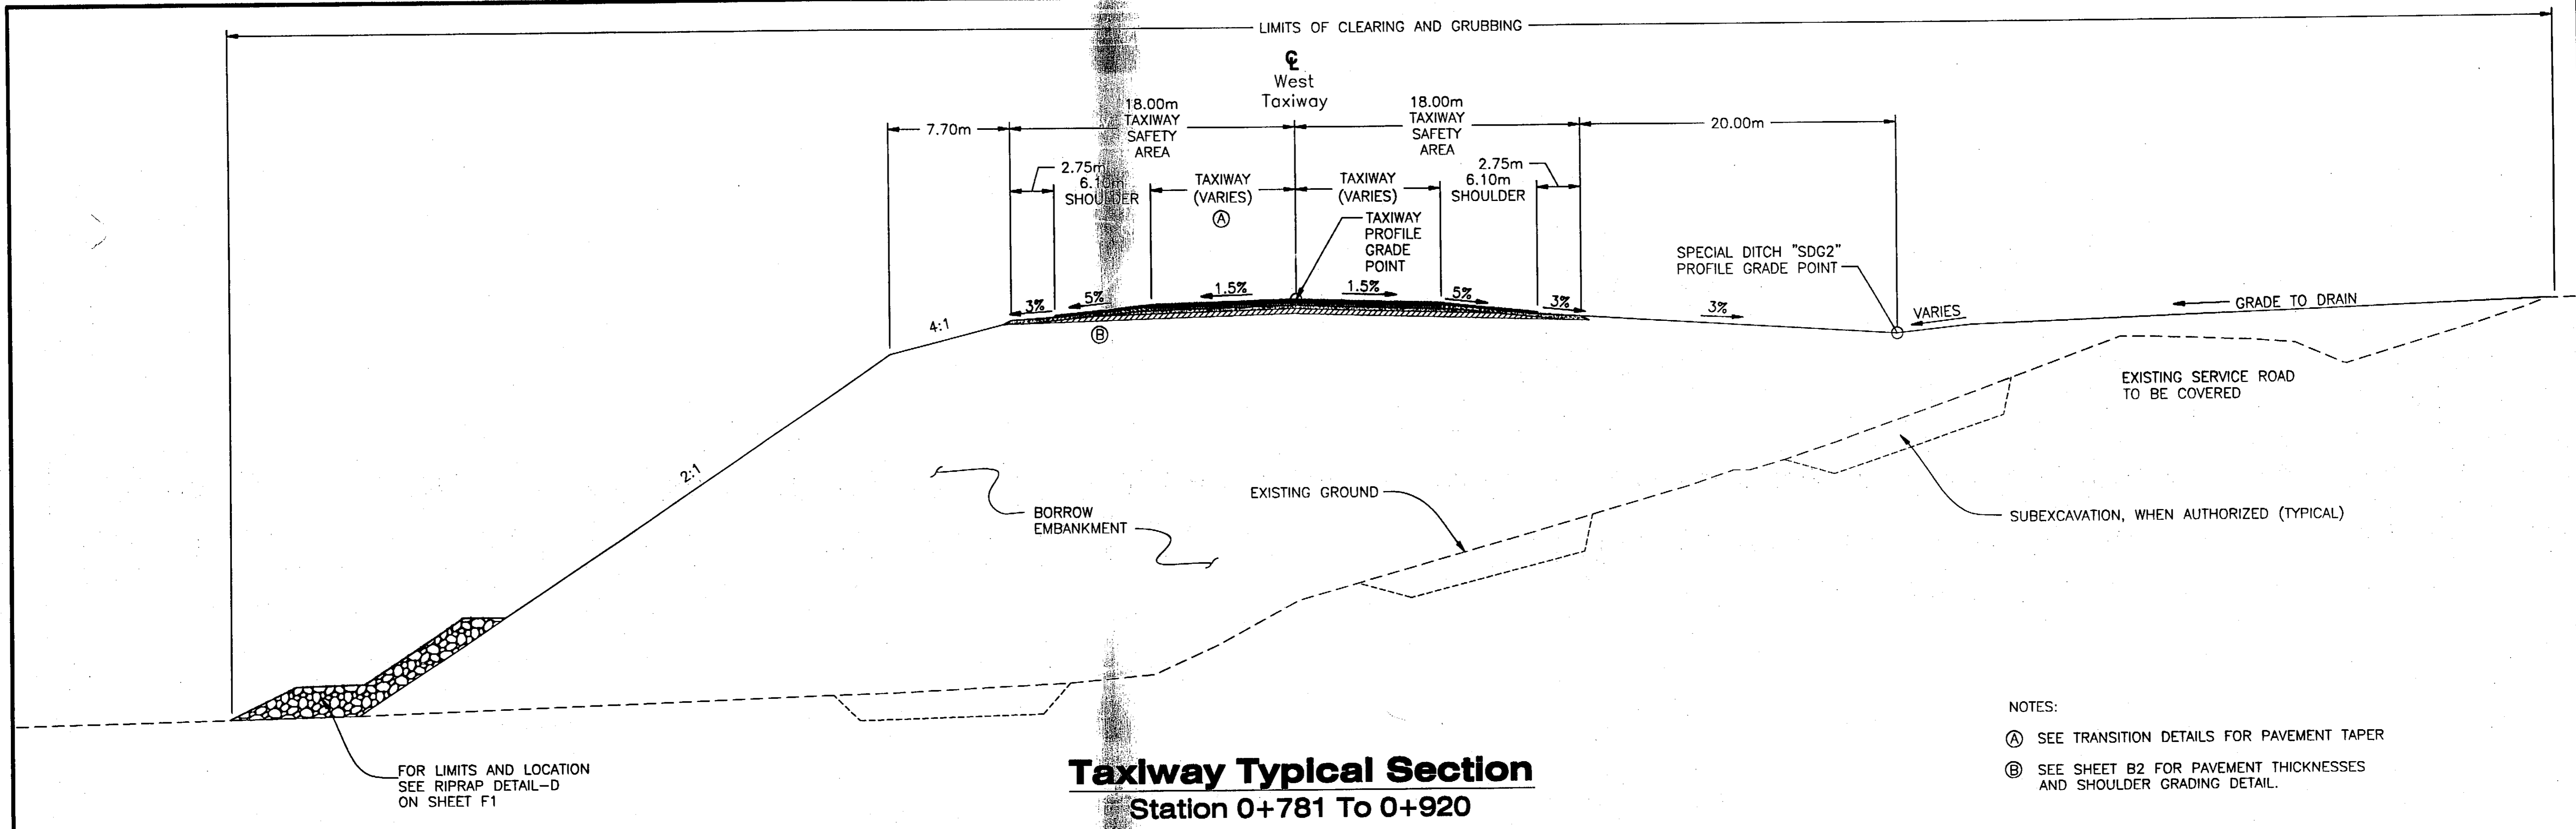 LIMITS OF CLEARING AND GRUBBING
℄
West
Taxiway
7.70m
18.00m
TAXIWAY
SAFETY
AREA
18.00m
TAXIWAY
SAFETY
AREA
20.00m
2.75m
6.10m
SHOULDER
TAXIWAY
(VARIES)
Ⓐ
TAXIWAY
(VARIES)
2.75m
6.10m
SHOULDER
TAXIWAY
PROFILE
GRADE
POINT
SPECIAL DITCH "SDG2"
PROFILE GRADE POINT
3%
5%
1.5%
1.5%
5%
3%
3%
VARIES
GRADE TO DRAIN
4:1
Ⓑ
2:1
EXISTING SERVICE ROAD
TO BE COVERED
BORROW
EMBANKMENT
EXISTING GROUND
SUBEXCAVATION, WHEN AUTHORIZED (TYPICAL)
FOR LIMITS AND LOCATION
SEE RIPRAP DETAIL-D
ON SHEET F1
NOTES:
Ⓐ SEE TRANSITION DETAILS FOR PAVEMENT TAPER
Ⓑ SEE SHEET B2 FOR PAVEMENT THICKNESSES
AND SHOULDER GRADING DETAIL.
Taxiway Typical Section
Station 0+781 To 0+920